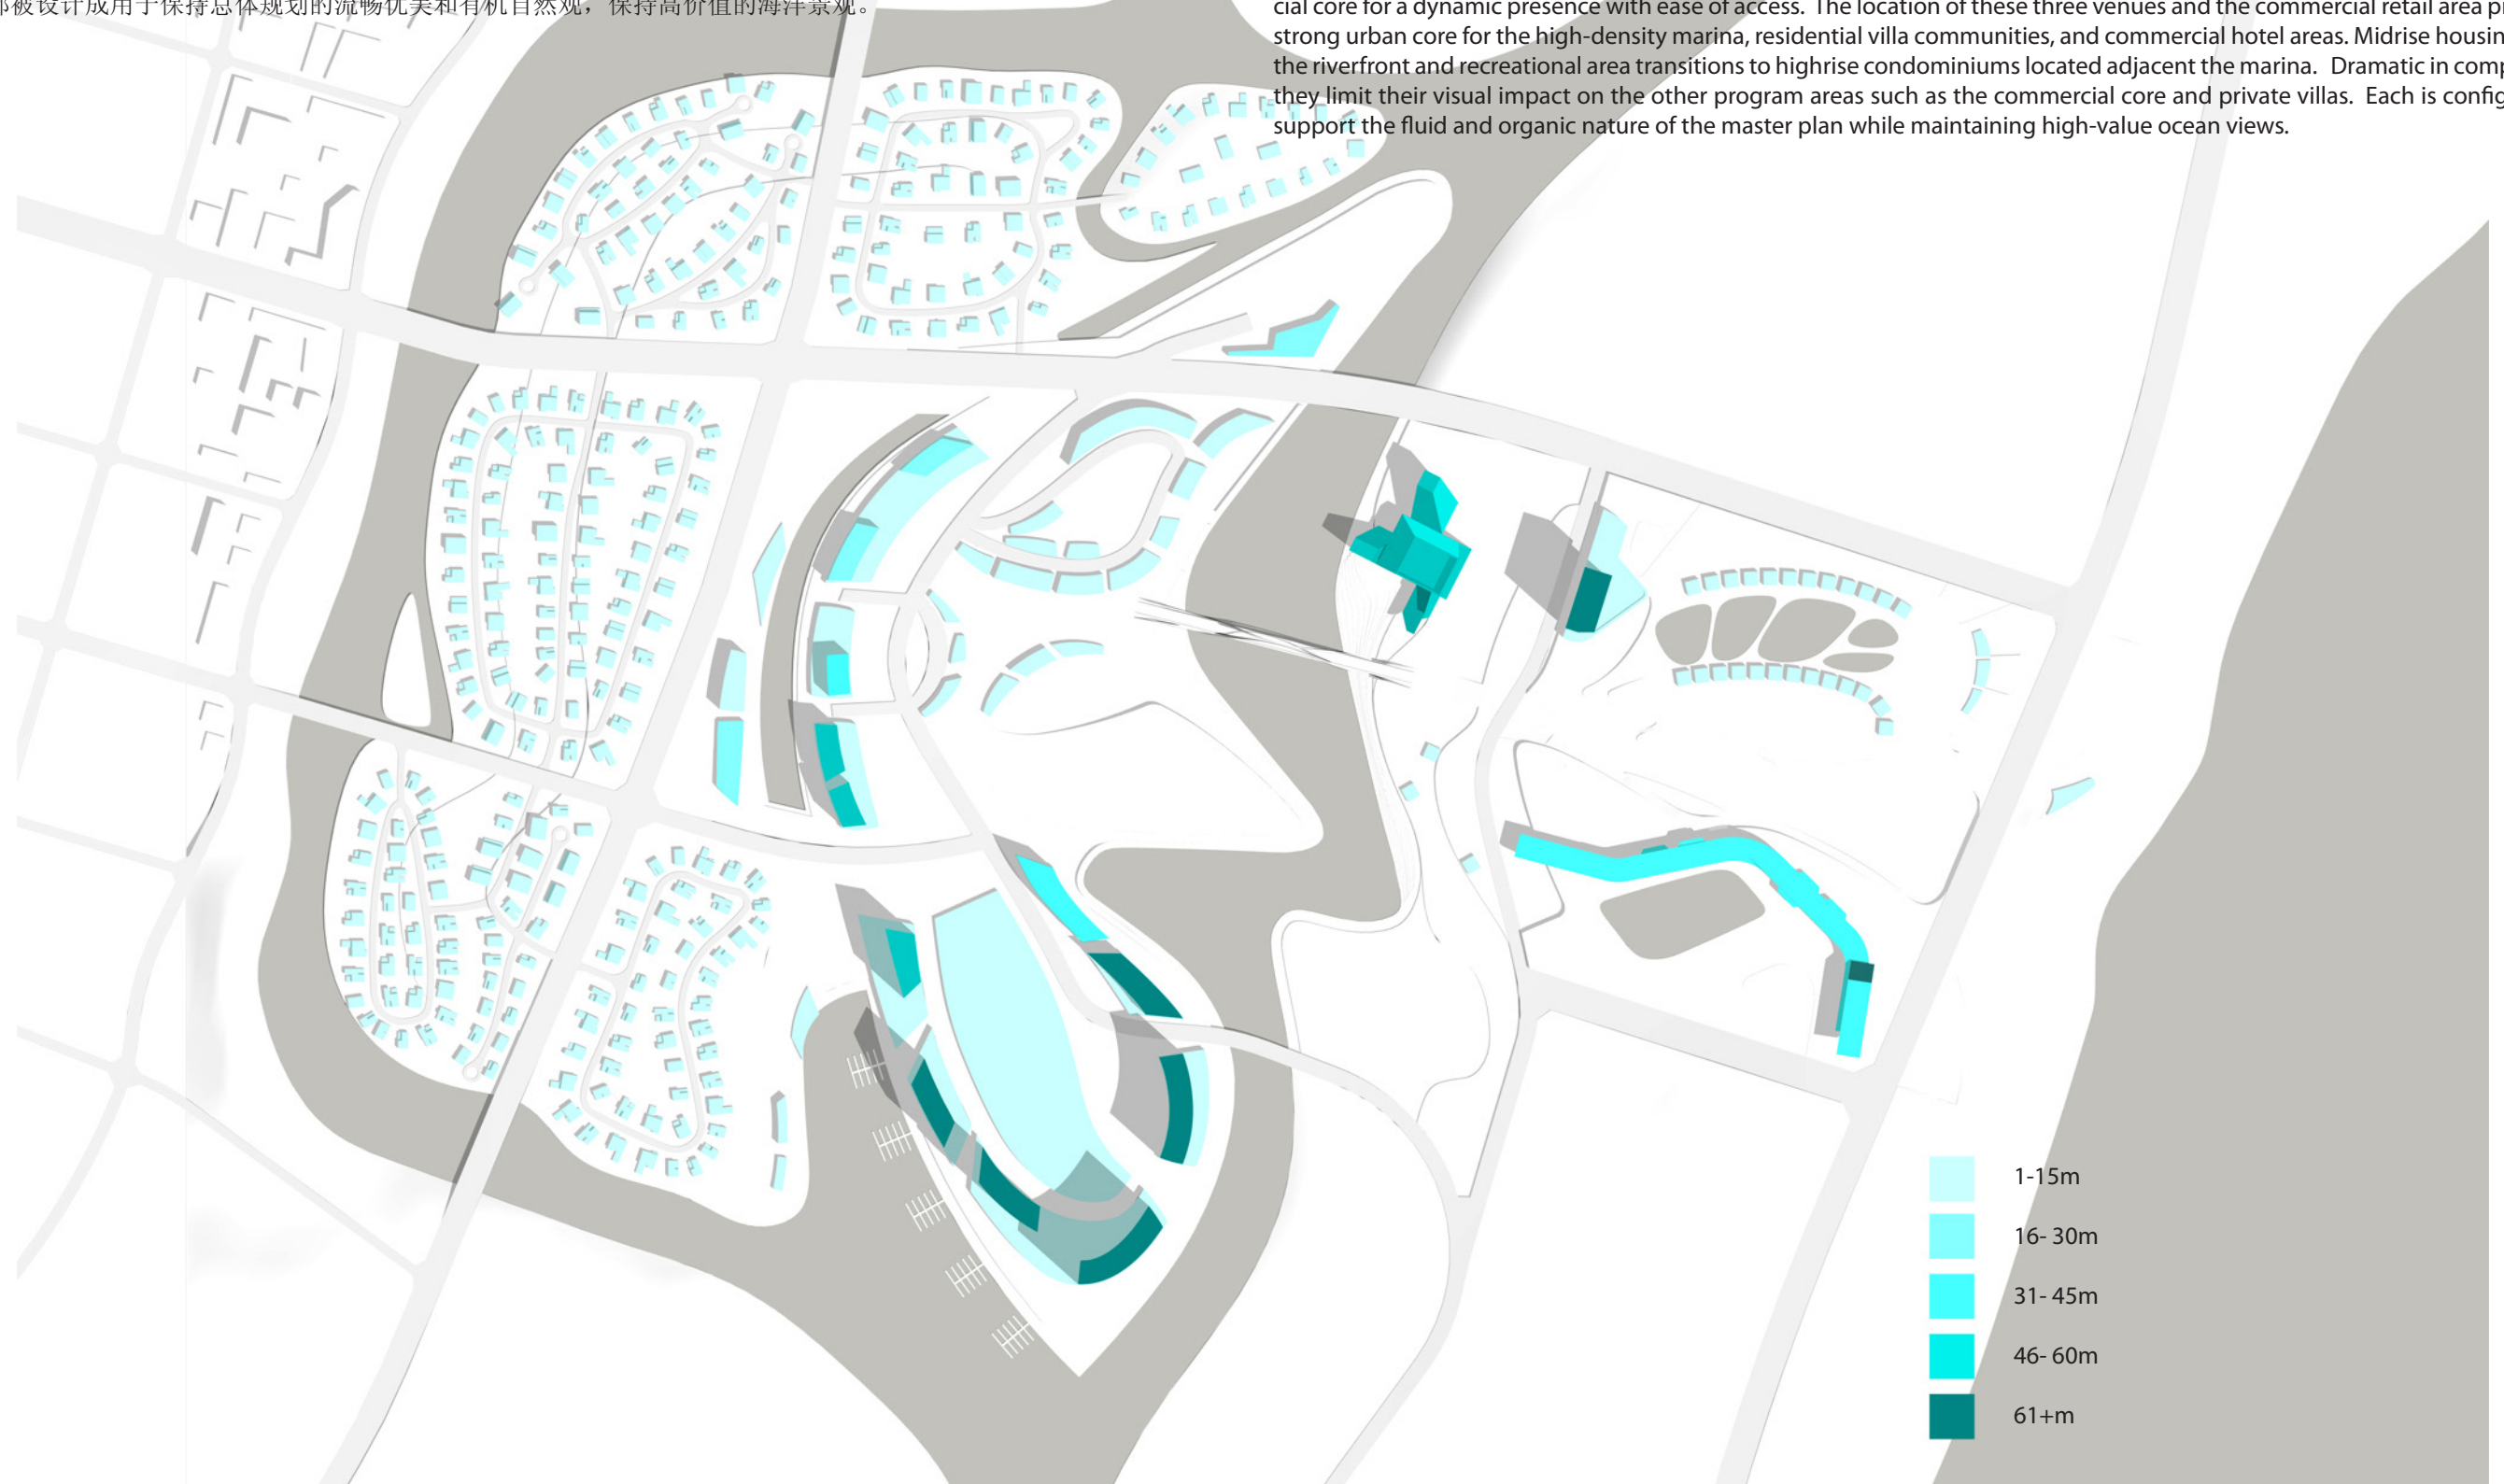 都被设计成用于保持总体规划的流畅优美和有机自然观，保持高价值的海洋景观。
cial core for a dynamic presence with ease of access. The location of these three venues and the commercial retail area
strong urban core for the high-density marina, residential villa communities, and commercial hotel areas. Midrise
the riverfront and recreational area transitions to highrise condominiums located adjacent the marina. Dramatic in
they limit their visual impact on the other program areas such as the commercial core and private villas. Each is
support the fluid and organic nature of the master plan while maintaining high-value ocean views.
1-15m
16- 30m
31- 45m
46- 60m
61+m